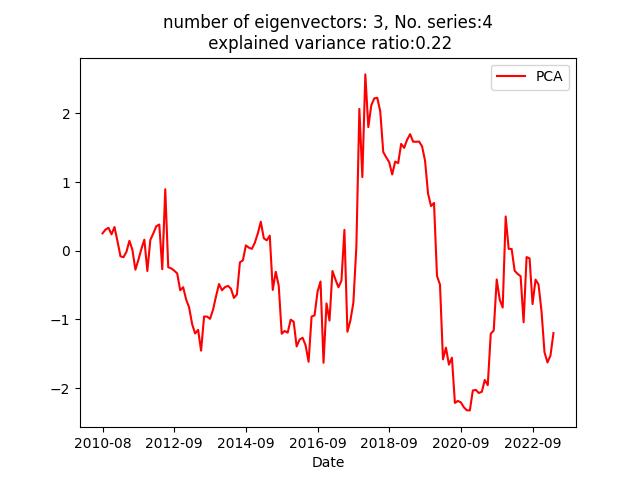 number of eigenvectors: 3, No. series:4
explained variance ratio:0.22
PCA
2
1
0
−1
−2
2010-08 2012-09 2014-09 2016-09 2018-09 2020-09 2022-09
Date